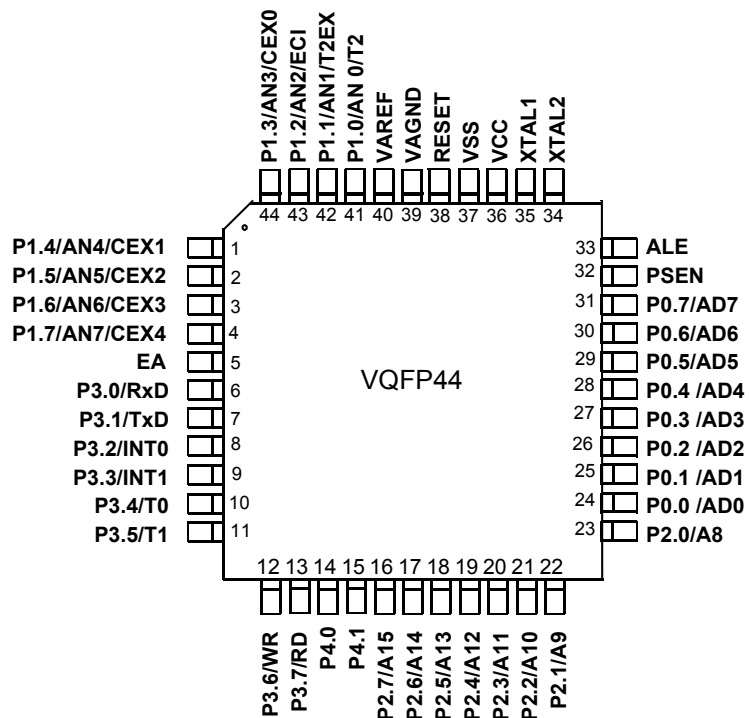 P1.3/AN3/CEX0
P1.2/AN2/ECI
P1.1/AN1/T2EX
P1.0/AN 0/T2
VAREF
VAGND
RESET
VSS
VCC
XTAL1
XTAL2
44 43 42 41 40 39 38 37 36 35 34
P1.4/AN4/CEX1 1
P1.5/AN5/CEX2 2
P1.6/AN6/CEX3 3
P1.7/AN7/CEX4 4
EA 5
P3.0/RxD 6
P3.1/TxD 7
P3.2/INT0 8
P3.3/INT1 9
P3.4/T0 10
P3.5/T1 11
VQFP44
33 ALE
32 PSEN
31 P0.7/AD7
30 P0.6/AD6
29 P0.5/AD5
28 P0.4 /AD4
27 P0.3 /AD3
26 P0.2 /AD2
25 P0.1 /AD1
24 P0.0 /AD0
23 P2.0/A8
12 13 14 15 16 17 18 19 20 21 22
P3.6/WR
P3.7/RD
P4.0
P4.1
P2.7/A15
P2.6/A14
P2.5/A13
P2.4/A12
P2.3/A11
P2.2/A10
P2.1/A9